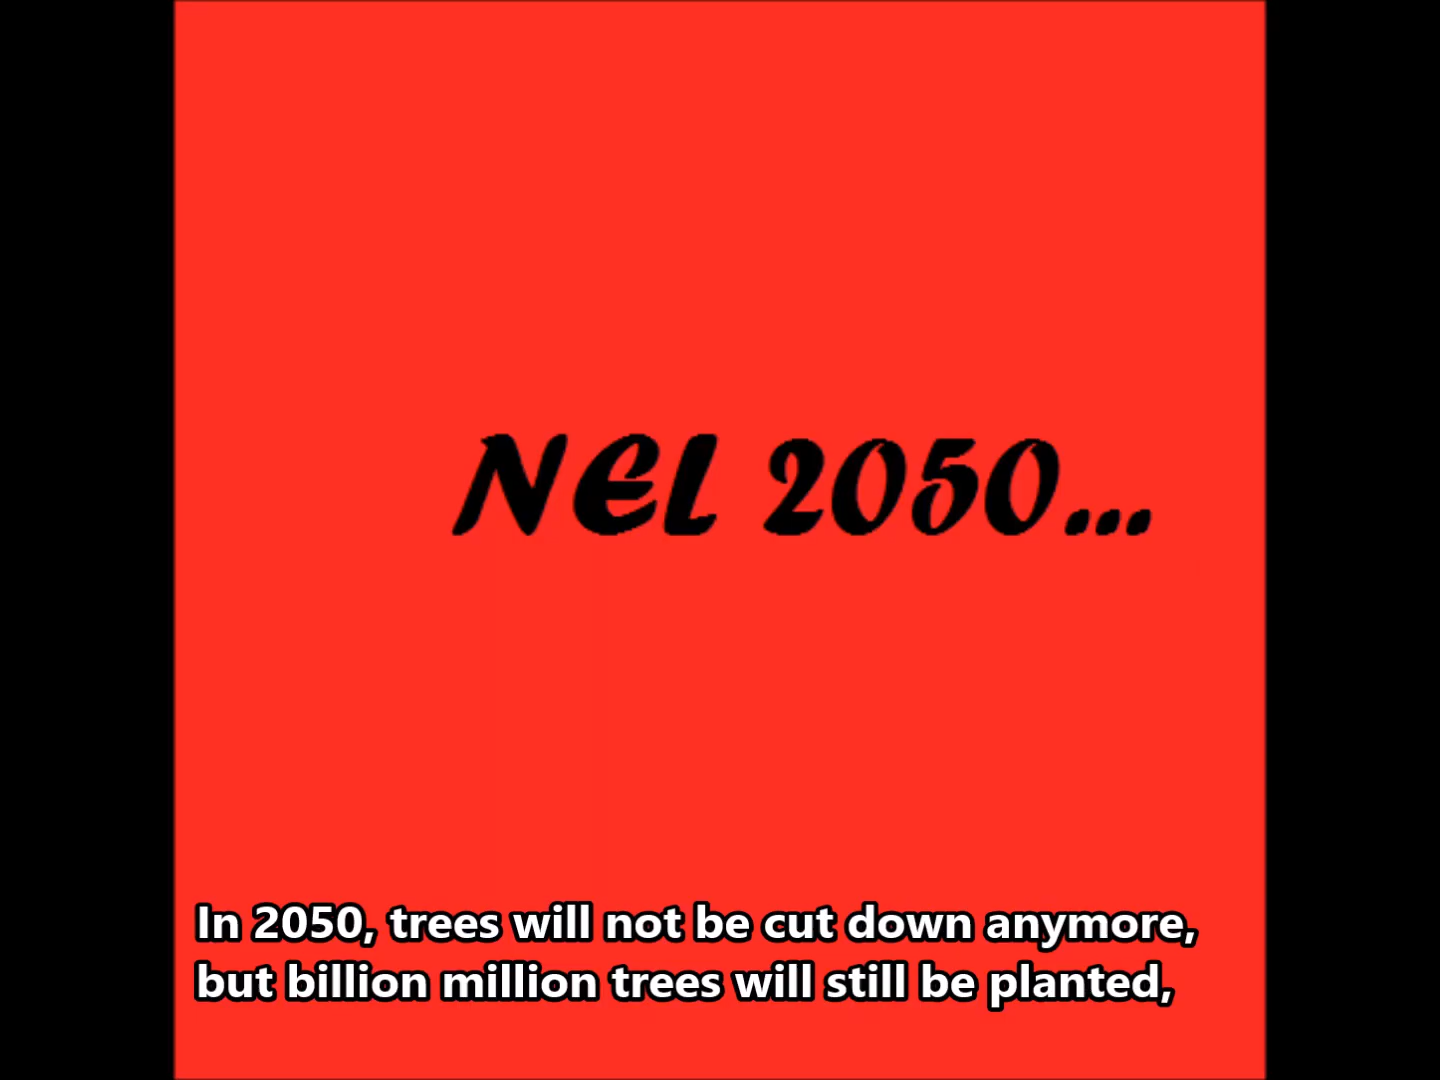 NEL 2050...
In 2050, trees will not be cut down anymore,
but billion million trees will still be planted,